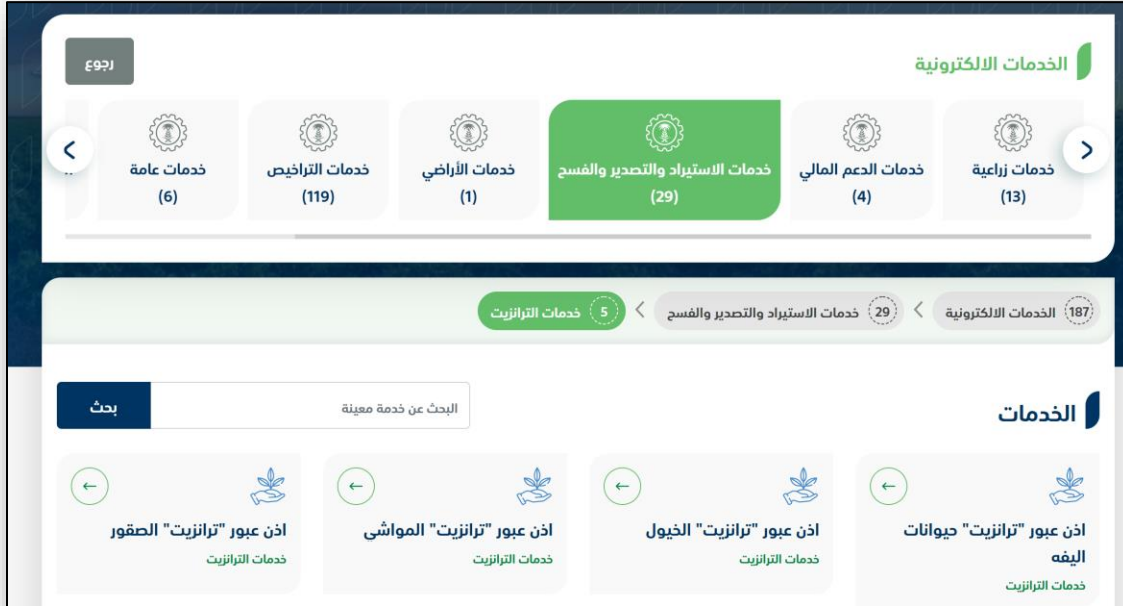 الخدمات الالكترونية
رجوع
خدمات زراعية
(13)
خدمات الدعم المالي
(4)
خدمات الاستيراد والتصدير والفسح
(29)
خدمات الأراضي
(1)
خدمات التراخيص
(119)
خدمات عامة
(6)
187 الخدمات الالكترونية
29 خدمات الاستيراد والتصدير والفسح
5 خدمات الترانزيت
الخدمات
البحث عن خدمة معينة
بحث
اذن عبور "ترانزيت" حيوانات
اليفه
خدمات الترانزيت
اذن عبور "ترانزيت" الخيول
خدمات الترانزيت
اذن عبور "ترانزيت" المواشي
خدمات الترانزيت
اذن عبور "ترانزيت" الصقور
خدمات الترانزيت